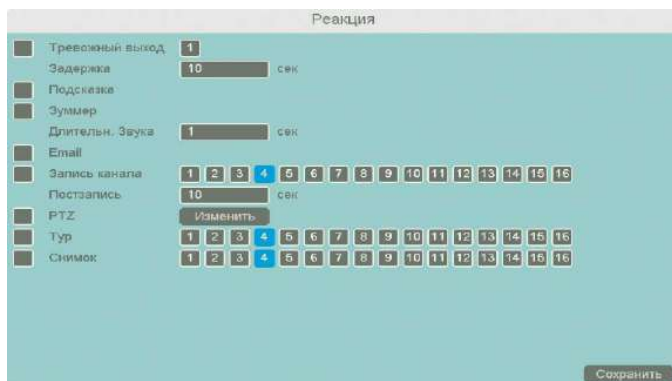 Реакция
Тревожный выход 1
Задержка 10 сек
Подсказка
Зуммер
Длительн. Звука 1 сек
Email
Запись канала 1 2 3 4 5 6 7 8 9 10 11 12 13 14 15 16
Постзапись 10 сек
PTZ Изменить
Тур 1 2 3 4 5 6 7 8 9 10 11 12 13 14 15 16
Снимок 1 2 3 4 5 6 7 8 9 10 11 12 13 14 15 16
Сохранить